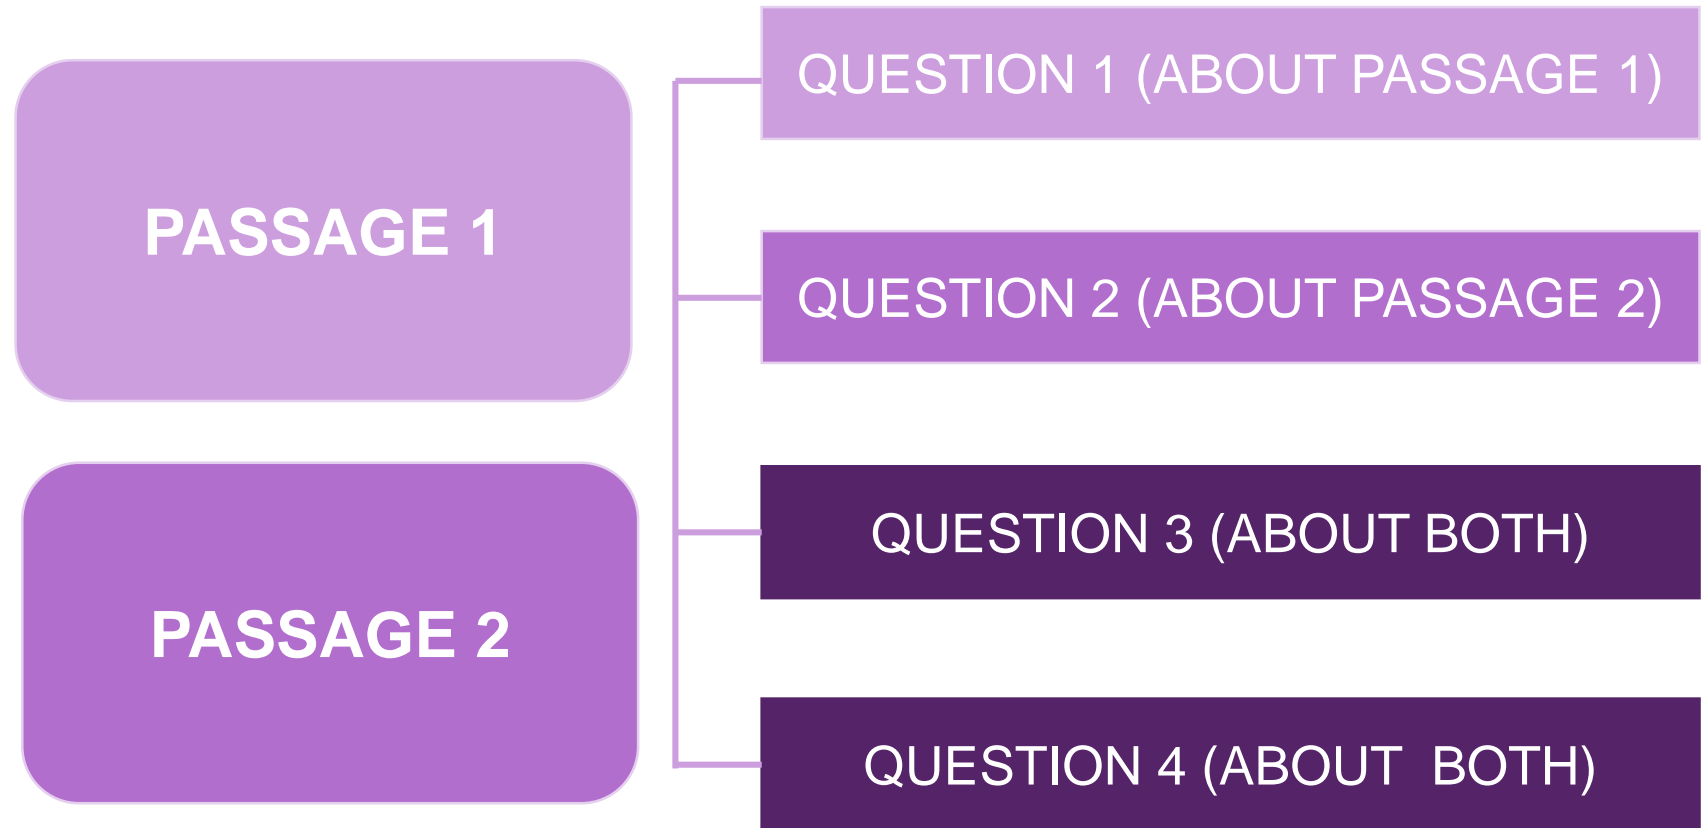 PASSAGE 1
PASSAGE 2
QUESTION 1 (ABOUT PASSAGE 1)
QUESTION 2 (ABOUT PASSAGE 2)
QUESTION 3 (ABOUT BOTH)
QUESTION 4 (ABOUT  BOTH)